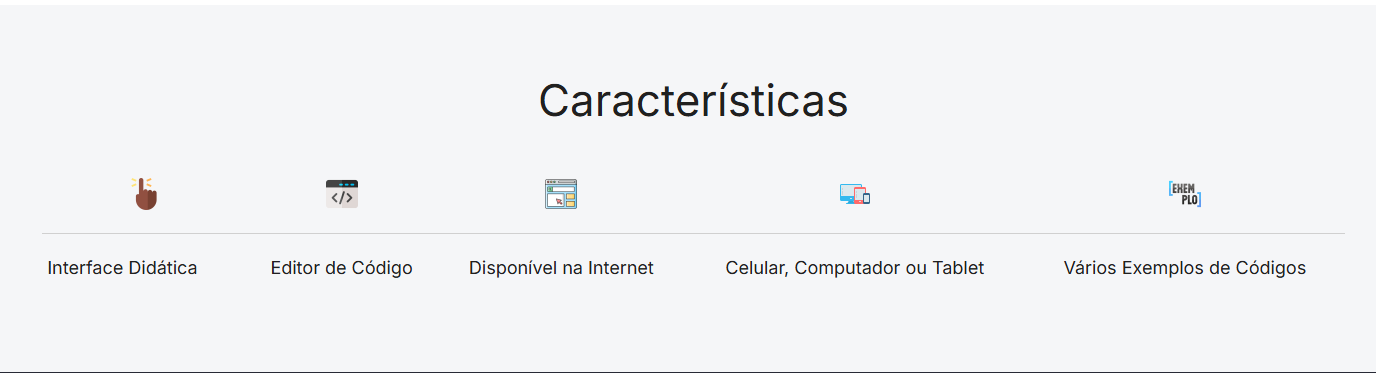 Características
</>
[EXEM
PLO]
Interface Didática
Editor de Código
Disponível na Internet
Celular, Computador ou Tablet
Vários Exemplos de Códigos